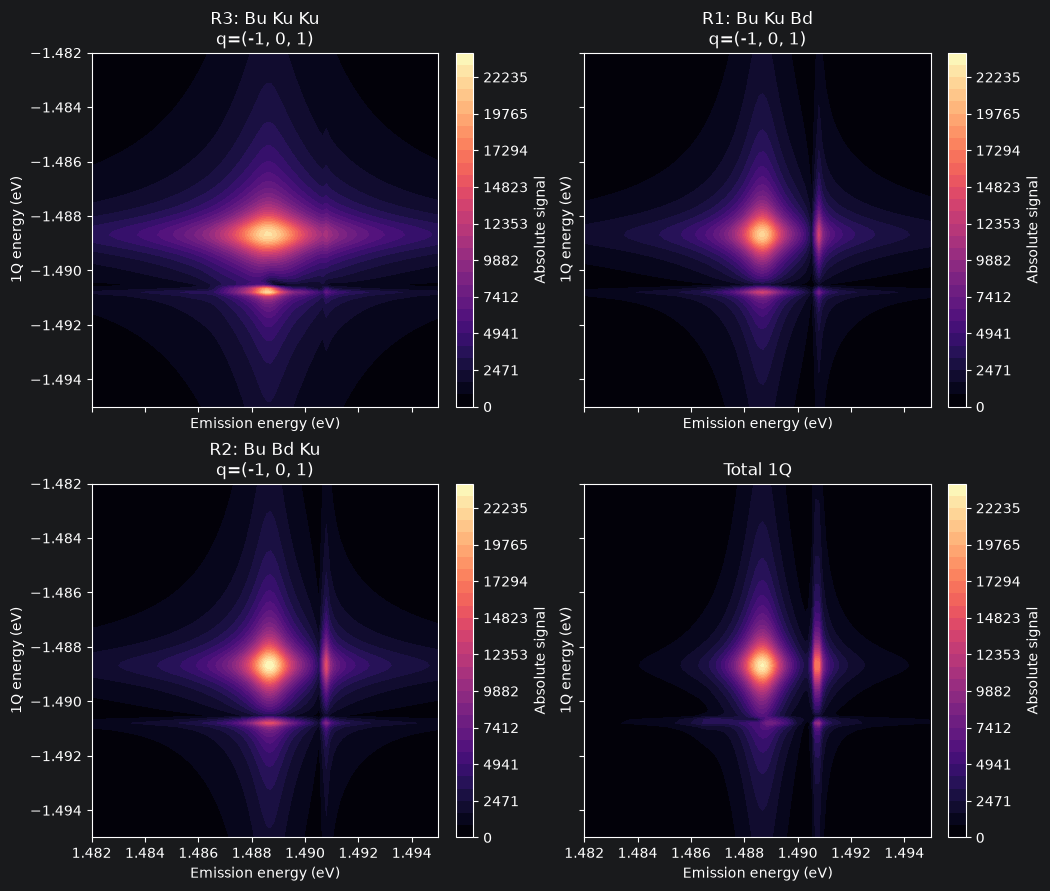 R3: Bu Ku Ku
q=(-1, 0, 1)
R1: Bu Ku Bd
q=(-1, 0, 1)
−1.482
−1.484
−1.486
−1.488
−1.490
−1.492
−1.494
1Q energy (eV)
Emission energy (eV)
22235
19765
17294
14823
12353
9882
7412
4941
2471
0
Absolute signal
1Q energy (eV)
Emission energy (eV)
22235
19765
17294
14823
12353
9882
7412
4941
2471
0
Absolute signal
R2: Bu Bd Ku
q=(-1, 0, 1)
Total 1Q
−1.482
−1.484
−1.486
−1.488
−1.490
−1.492
−1.494
1Q energy (eV)
1.482 1.484 1.486 1.488 1.490 1.492 1.494
Emission energy (eV)
22235
19765
17294
14823
12353
9882
7412
4941
2471
0
Absolute signal
1Q energy (eV)
1.482 1.484 1.486 1.488 1.490 1.492 1.494
Emission energy (eV)
22235
19765
17294
14823
12353
9882
7412
4941
2471
0
Absolute signal